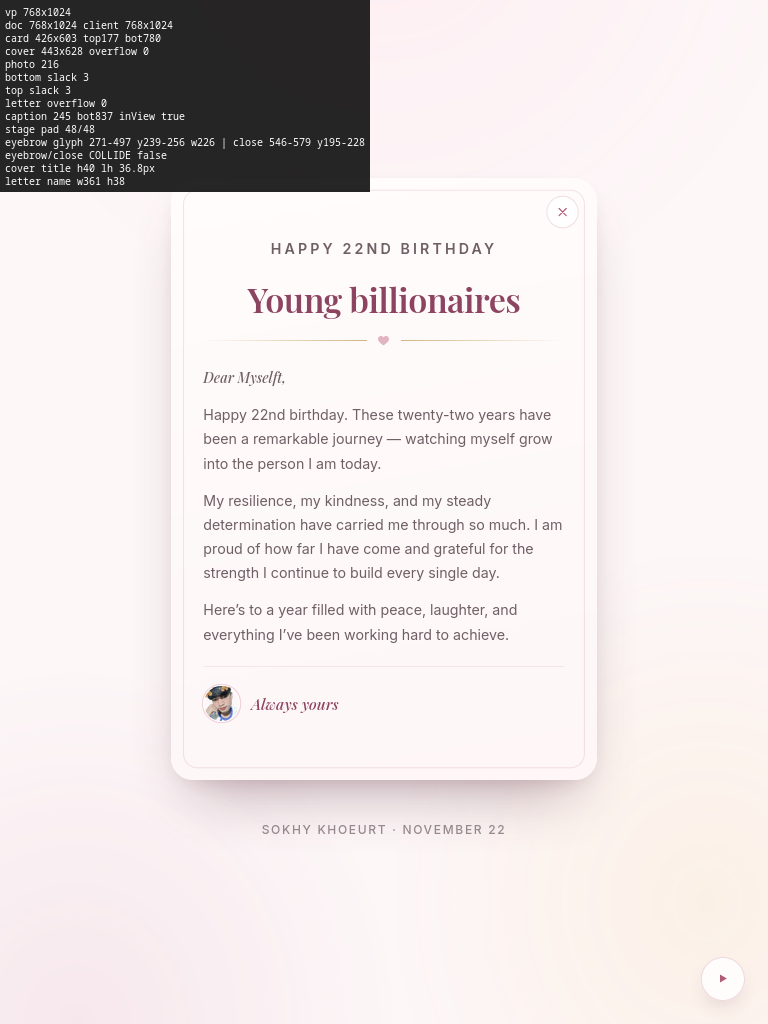 vp 768x1024
doc 768x1024 client 768x1024
card 426x603 top177 bot780
cover 443x628 overflow 0
photo 216
bottom slack 3
top slack 3
letter overflow 0
caption 245 bot837 inView true
stage pad 48/48
eyebrow glyph 271-497 y239-256 w226 | close 546-579 y195-228
eyebrow/close COLLIDE false
cover title h40 lh 36.8px
letter name w361 h38
HAPPY 22ND BIRTHDAY
Young billionaires
Dear Myselft,
Happy 22nd birthday. These twenty-two years have
been a remarkable journey — watching myself grow
into the person I am today.
My resilience, my kindness, and my steady
determination have carried me through so much. I am
proud of how far I have come and grateful for the
strength I continue to build every single day.
Here’s to a year filled with peace, laughter, and
everything I’ve been working hard to achieve.
Always yours
SOKHY KHOEURT · NOVEMBER 22